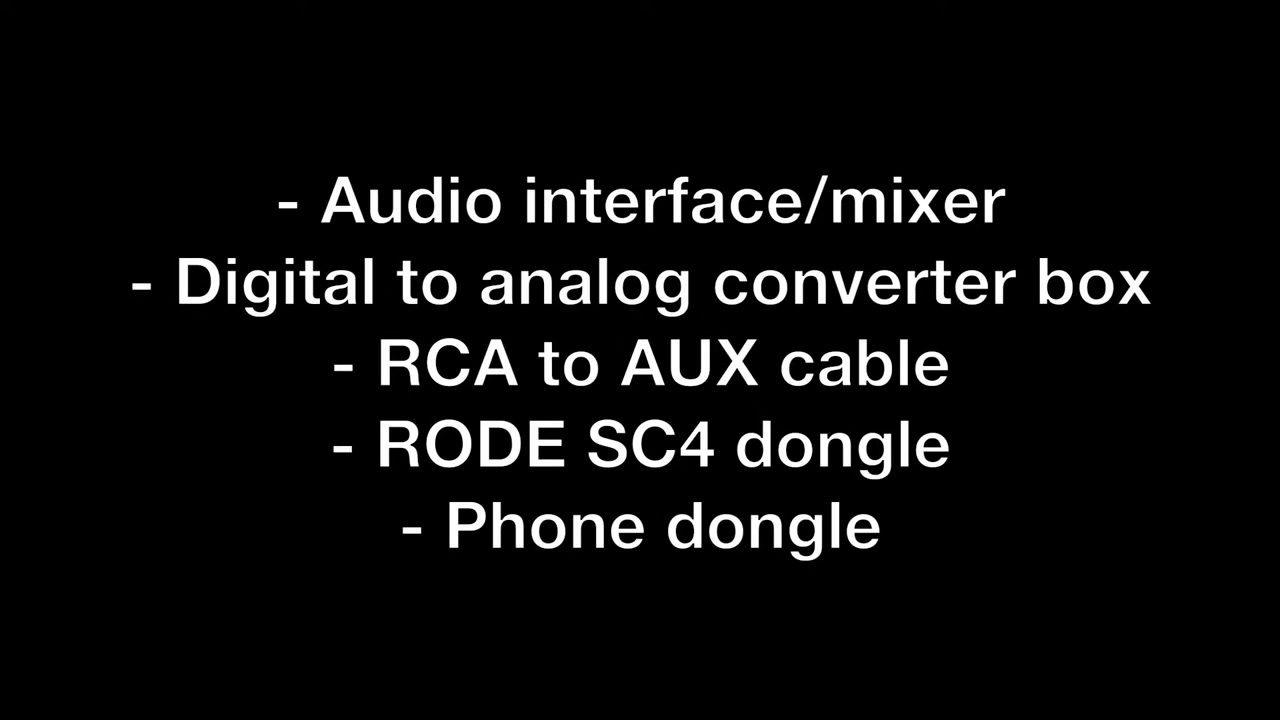 - Audio interface/mixer
- Digital to analog converter box
- RCA to AUX cable
- RODE SC4 dongle
- Phone dongle